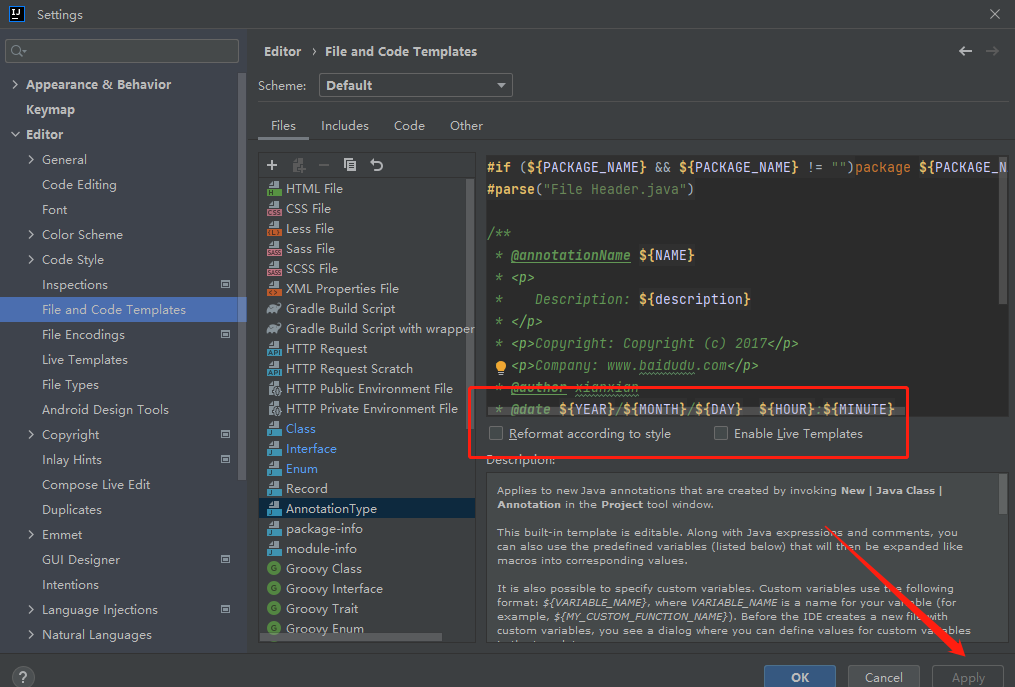 IJ Settings
Editor › File and Code Templates
Scheme: Default
Files Includes Code Other
Appearance & Behavior
Keymap
Editor
General
Code Editing
Font
Color Scheme
Code Style
Inspections
File and Code Templates
File Encodings
Live Templates
File Types
Android Design Tools
Copyright
Inlay Hints
Compose Live Edit
Duplicates
Emmet
GUI Designer
Intentions
Language Injections
Natural Languages
HTML File
CSS File
Less File
Sass File
SCSS File
XML Properties File
Gradle Build Script
Gradle Build Script with wrapper
HTTP Request
HTTP Request Scratch
HTTP Public Environment File
HTTP Private Environment File
Class
Interface
Enum
Record
AnnotationType
package-info
module-info
Groovy Class
Groovy Interface
Groovy Trait
Groovy Enum
#if (${PACKAGE_NAME} && ${PACKAGE_NAME} != "")package ${PACKAGE_N
#parse("File Header.java")
/**
* @annotationName ${NAME}
* <p>
* Description: ${description}
* </p>
* <p>Copyright: Copyright (c) 2017</p>
<p>Company: www.baidudu.com</p>
* @author xianxian
* @date ${YEAR}/${MONTH}/${DAY} ${HOUR}:${MINUTE}
Reformat according to style Enable Live Templates
Description:
Applies to new Java annotations that are created by invoking New | Java Class |
Annotation in the Project tool window.
This built-in template is editable. Along with Java expressions and comments, you
can also use the predefined variables (listed below) that will then be expanded like
macros into corresponding values.
It is also possible to specify custom variables. Custom variables use the following
format: ${VARIABLE_NAME}, where VARIABLE_NAME is a name for your variable (for
example, ${MY_CUSTOM_FUNCTION_NAME}). Before the IDE creates a new file with
custom variables, you see a dialog where you can define values for custom variables
? OK Cancel Apply